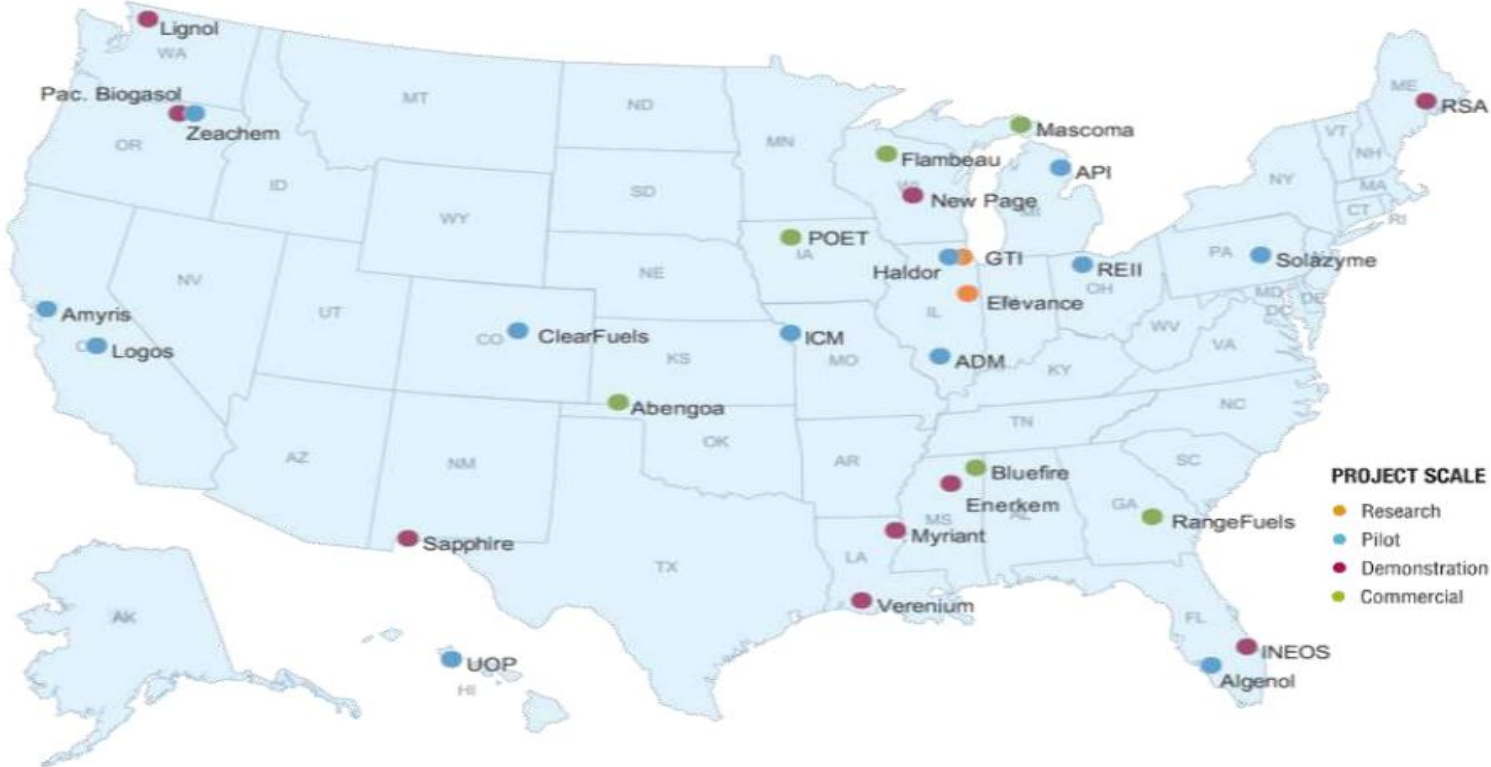 Lignol
WA
Pac. Biogasol
Zeachem
OR
MT
ID
WY
ND
SD
MN
NE
NV
UT
CO
ClearFuels
Amyris
Logos
KS
Abengoa
OK
AZ
NM
Sapphire
TX
Mascoma
Flambeau
API
WI
New Page
MI
POET
IA
Haldor
GTI
Elevance
IL
REII
OH
ICM
MO
ADM
KY
TN
AR
Bluefire
Enerkem
MS
AL
Myriant
LA
Verenium
GA
RangeFuels
SC
NC
VA
WV
MD
DE
DC
PA
Solazyme
NY
VT
NH
MA
CT
RI
ME
RSA
FL
INEOS
Algenol
AK
UOP
HI
PROJECT SCALE
Research
Pilot
Demonstration
Commercial